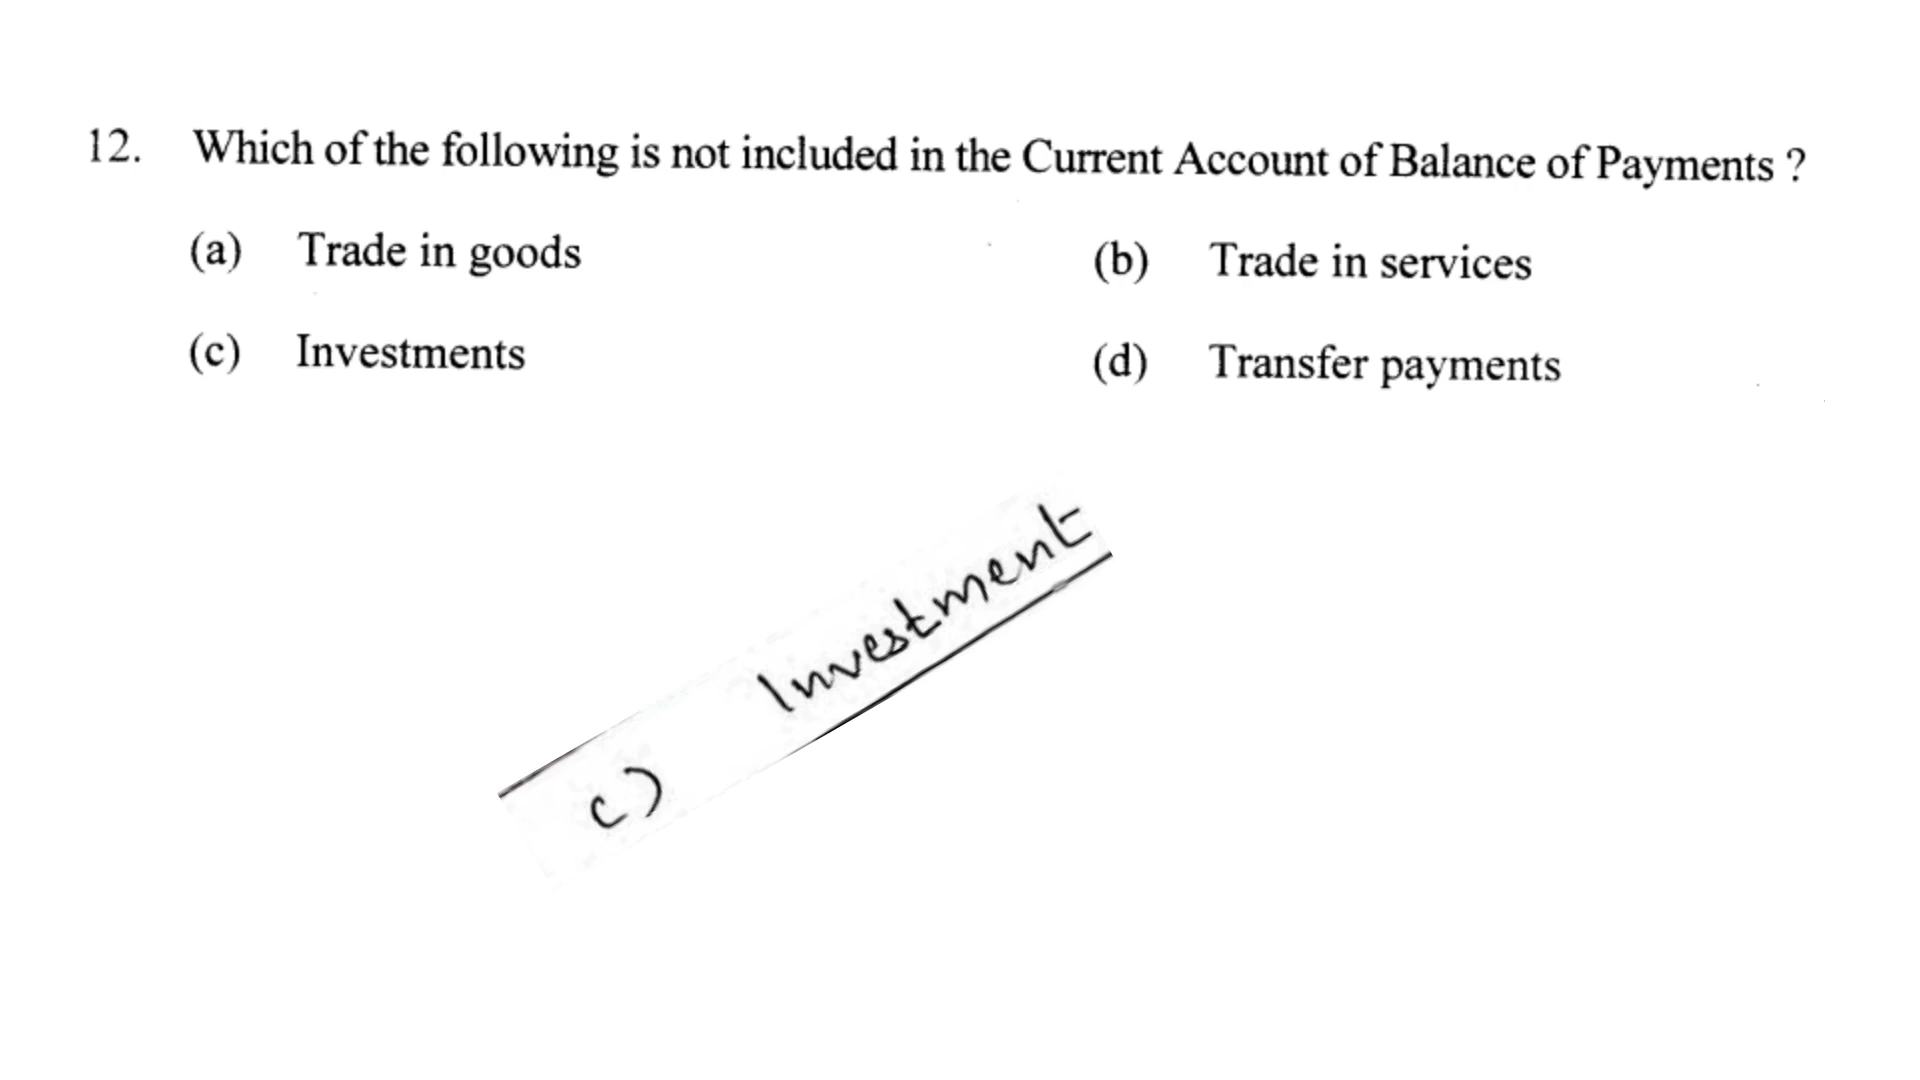 12. Which of the following is not included in the Current Account of Balance of Payments ?
(a) Trade in goods (b) Trade in services
(c) Investments (d) Transfer payments
c) Investment